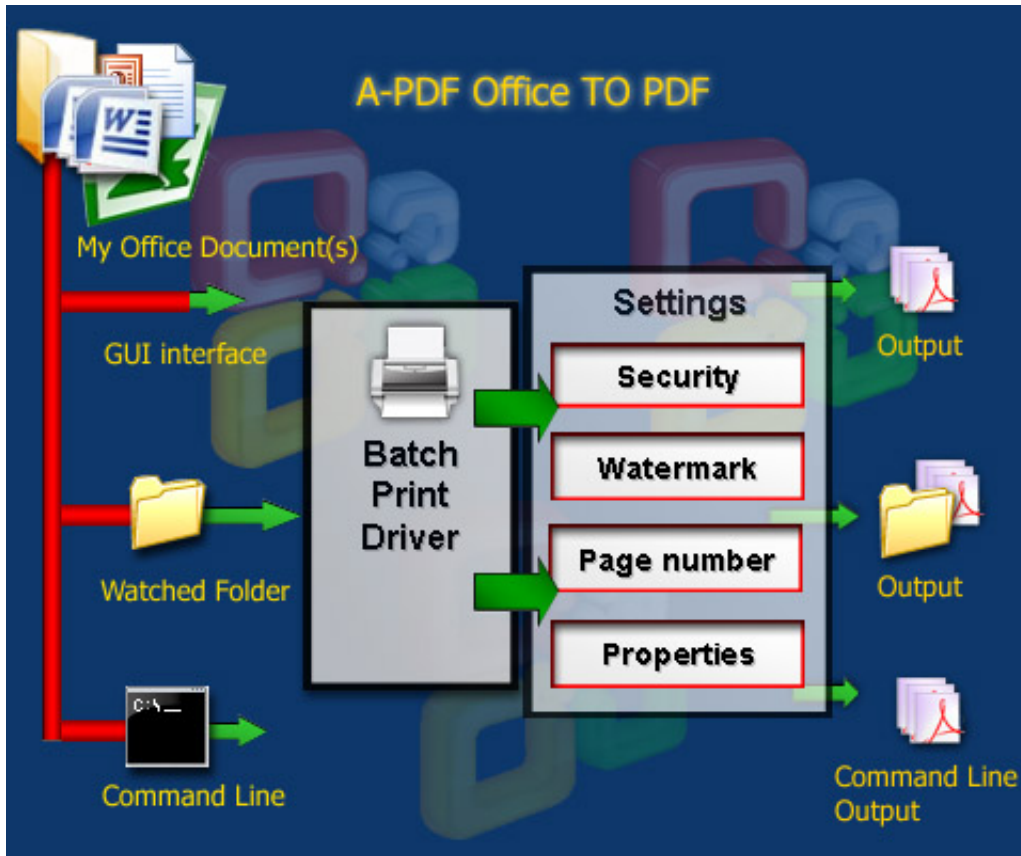 A-PDF Office TO PDF
W
My Office Document(s)
GUI interface
Watched Folder
C:\__
Command Line
Batch
Print
Driver
Settings
Security
Watermark
Page number
Properties
Output
Output
Command Line
Output